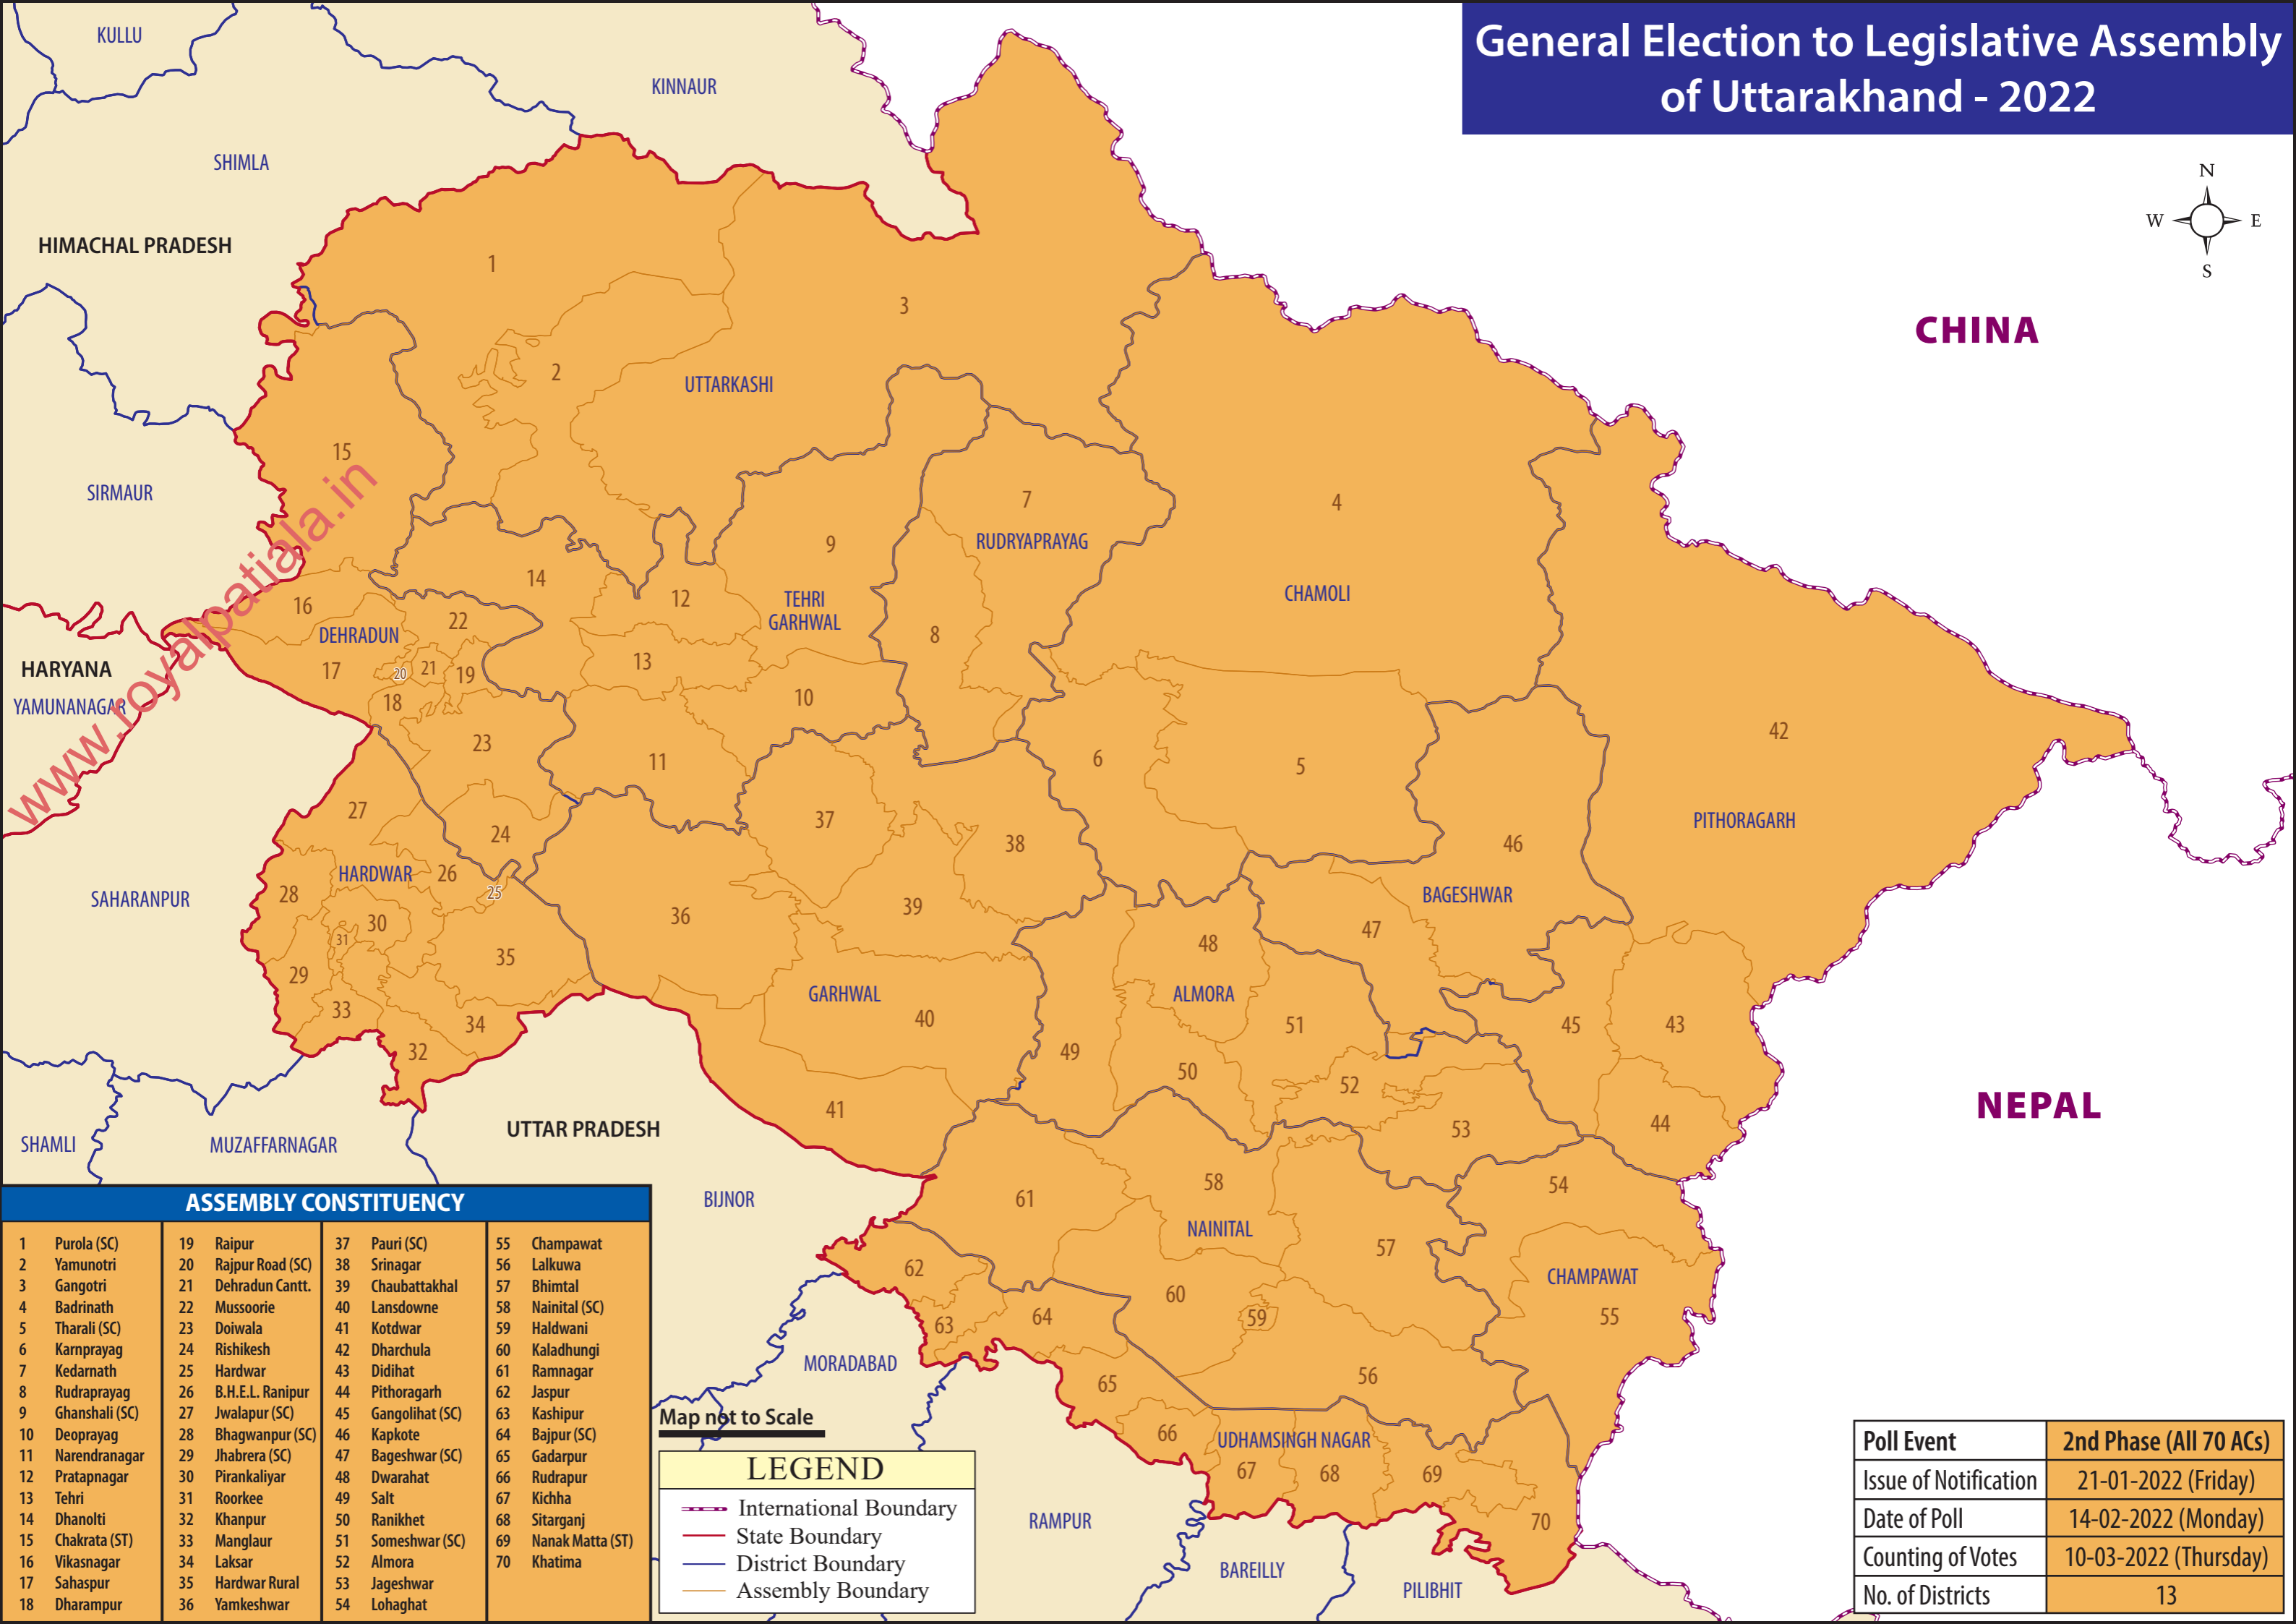 General Election to Legislative Assembly
of Uttarakhand - 2022
KULLU
KINNAUR
SHIMLA
HIMACHAL PRADESH
SIRMAUR
HARYANA
YAMUNANAGAR
SAHARANPUR
SHAMLI
MUZAFFARNAGAR
UTTAR PRADESH
BIJNOR
MORADABAD
RAMPUR
BAREILLY
PILIBHIT
CHINA
NEPAL
N
W
E
S
www.royalpatiala.in
1
3
2
UTTARKASHI
15
7
4
9
RUDRYAPRAYAG
14
CHAMOLI
12
TEHRI
GARHWAL
16
22
DEHRADUN
8
13
17
20
21
19
10
18
42
23
11
6
5
27
37
PITHORAGARH
24
38
46
HARDWAR
26
28
25
BAGESHWAR
39
36
30
47
31
48
35
29
GARHWAL
ALMORA
33
34
40
51
45
43
32
49
50
52
41
53
44
58
54
61
NAINITAL
57
62
CHAMPAWAT
60
63
64
59
55
56
65
66
UDHAMSINGH NAGAR
67
68
69
70
ASSEMBLY CONSTITUENCY
1 Purola (SC)
2 Yamunotri
3 Gangotri
4 Badrinath
5 Tharali (SC)
6 Karnprayag
7 Kedarnath
8 Rudraprayag
9 Ghanshali (SC)
10 Deoprayag
11 Narendranagar
12 Pratapnagar
13 Tehri
14 Dhanolti
15 Chakrata (ST)
16 Vikasnagar
17 Sahaspur
18 Dharampur
19 Raipur
20 Rajpur Road (SC)
21 Dehradun Cantt.
22 Mussoorie
23 Doiwala
24 Rishikesh
25 Hardwar
26 B.H.E.L. Ranipur
27 Jwalapur (SC)
28 Bhagwanpur (SC)
29 Jhabrera (SC)
30 Pirankaliyar
31 Roorkee
32 Khanpur
33 Manglaur
34 Laksar
35 Hardwar Rural
36 Yamkeshwar
37 Pauri (SC)
38 Srinagar
39 Chaubattakhal
40 Lansdowne
41 Kotdwar
42 Dharchula
43 Didihat
44 Pithoragarh
45 Gangolihat (SC)
46 Kapkote
47 Bageshwar (SC)
48 Dwarahat
49 Salt
50 Ranikhet
51 Someshwar (SC)
52 Almora
53 Jageshwar
54 Lohaghat
55 Champawat
56 Lalkuwa
57 Bhimtal
58 Nainital (SC)
59 Haldwani
60 Kaladhungi
61 Ramnagar
62 Jaspur
63 Kashipur
64 Bajpur (SC)
65 Gadarpur
66 Rudrapur
67 Kichha
68 Sitarganj
69 Nanak Matta (ST)
70 Khatima
Map not to Scale
LEGEND
International Boundary
State Boundary
District Boundary
Assembly Boundary
Poll Event 2nd Phase (All 70 ACs)
Issue of Notification 21-01-2022 (Friday)
Date of Poll 14-02-2022 (Monday)
Counting of Votes 10-03-2022 (Thursday)
No. of Districts 13